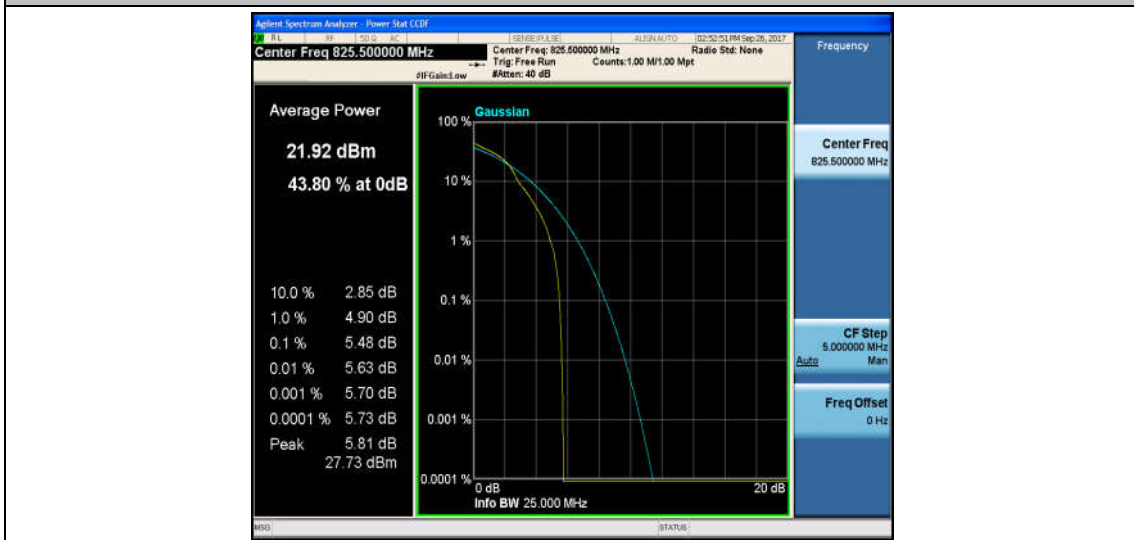 Agilent Spectrum Analyzer - Power Stat CCDF
RL RF 50 Ω AC SENSE:PULSE ALIGN AUTO 02:52:51 PM Sep 26, 2017
Center Freq 825.500000 MHz
Center Freq: 825.500000 MHz Radio Std: None
Trig: Free Run Counts:1.00 M/1.00 Mpt
#IFGain:Low #Atten: 40 dB
Frequency
Average Power
21.92 dBm
43.80 % at 0dB
10.0 % 2.85 dB
1.0 % 4.90 dB
0.1 % 5.48 dB
0.01 % 5.63 dB
0.001 % 5.70 dB
0.0001 % 5.73 dB
Peak 5.81 dB
27.73 dBm
Gaussian
100 %
10 %
1 %
0.1 %
0.01 %
0.001 %
0.0001 %
0 dB 20 dB
Info BW 25.000 MHz
Center Freq
825.500000 MHz
CF Step
5.000000 MHz
Auto Man
Freq Offset
0 Hz
MSG STATUS